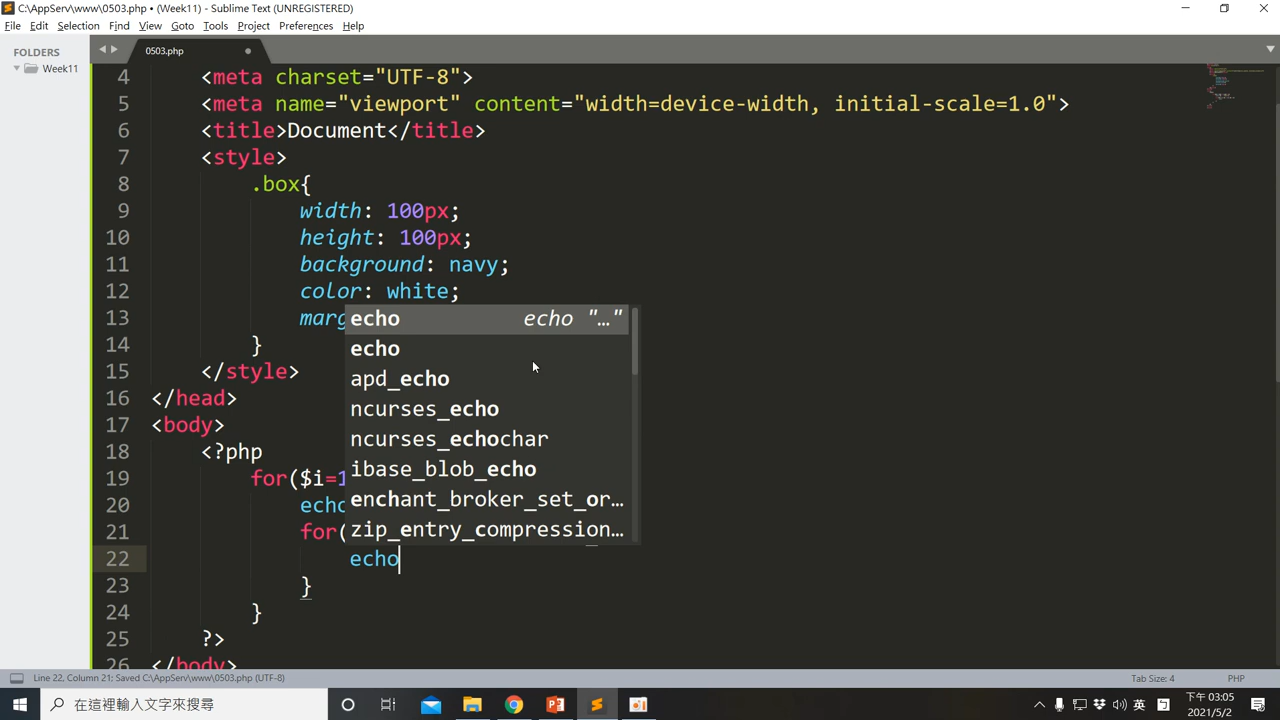 C:\AppServ\www\0503.php • (Week11) - Sublime Text (UNREGISTERED)
File Edit Selection Find View Goto Tools Project Preferences Help
FOLDERS
Week11
0503.php
4 <meta charset="UTF-8">
5 <meta name="viewport" content="width=device-width, initial-scale=1.0">
6 <title>Document</title>
7 <style>
8 .box{
9 width: 100px;
10 height: 100px;
11 background: navy;
12 color: white;
13 marg
14 }
15 </style>
16 </head>
17 <body>
18 <?php
19 for($i=1
20 echo
21 for(
22 echo
23 }
24 }
25 ?>
26 </body>
echo echo "…"
echo
apd_echo
ncurses_echo
ncurses_echochar
ibase_blob_echo
enchant_broker_set_or…
zip_entry_compression…
Line 22, Column 21; Saved C:\AppServ\www\0503.php (UTF-8)
Tab Size: 4 PHP
在這裡輸入文字來搜尋
英
下午 03:05
2021/5/2